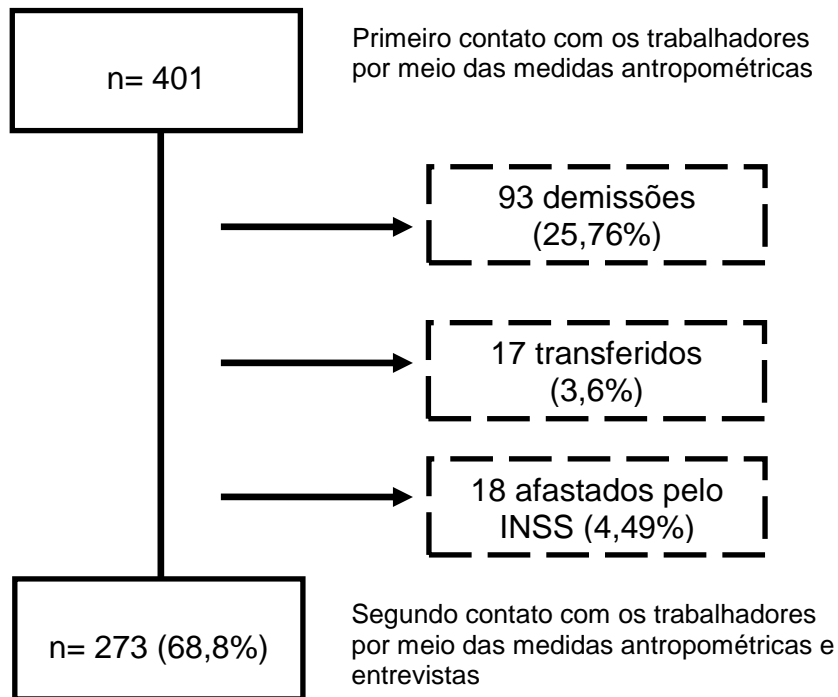 n= 401
Primeiro contato com os trabalhadores
por meio das medidas antropométricas
93 demissões
(25,76%)
17 transferidos
(3,6%)
18 afastados pelo
INSS (4,49%)
n= 273 (68,8%)
Segundo contato com os trabalhadores
por meio das medidas antropométricas e
entrevistas